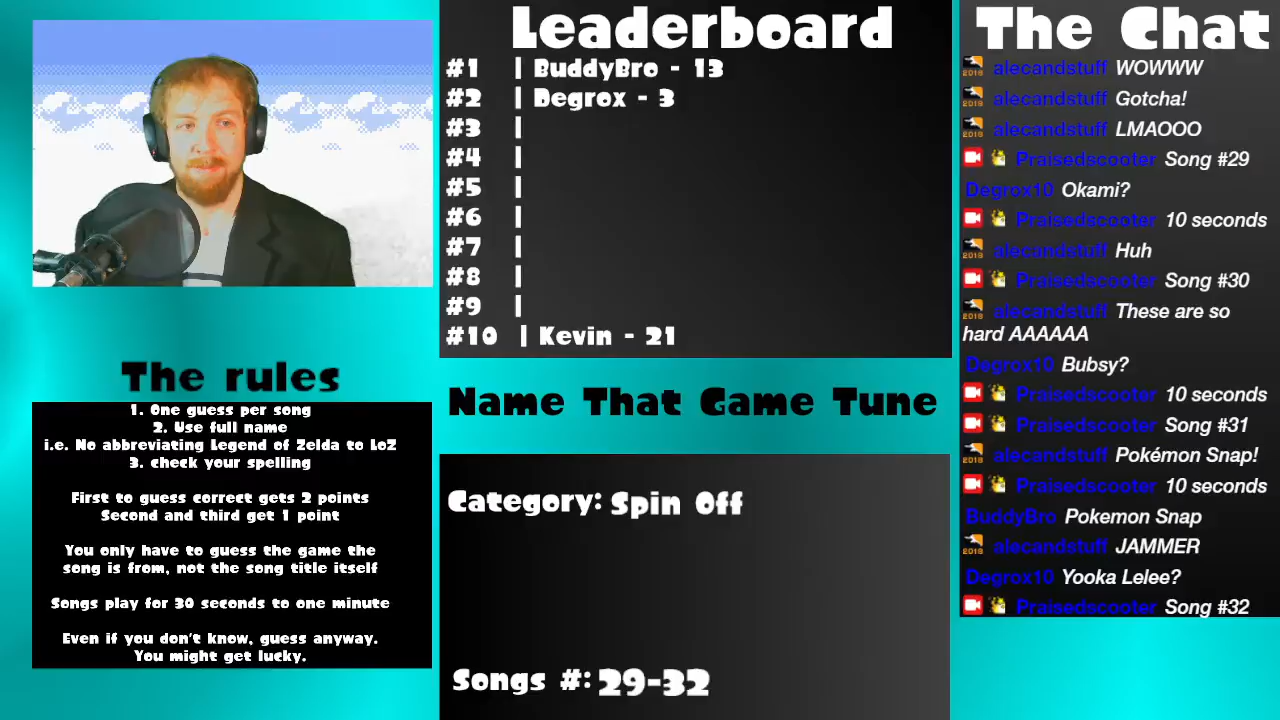 Leaderboard
#1 | BuddyBro - 13
#2 | Degrox - 3
#3 |
#4 |
#5 |
#6 |
#7 |
#8 |
#9 |
#10 | Kevin - 21
The rules
1. One guess per song
2. Use full name
i.e. No abbreviating Legend of Zelda to LoZ
3. check your spelling
First to guess correct gets 2 points
Second and third get 1 point
You only have to guess the game the
song is from, not the song title itself
Songs play for 30 seconds to one minute
Even if you don't know, guess anyway.
You might get lucky.
Name That Game Tune
Category: Spin Off
Songs #: 29-32
The Chat
2018 alecandstuff WOWWW
2018 alecandstuff Gotcha!
2018 alecandstuff LMAOOO
Praisedscooter Song #29
Degrox10 Okami?
Praisedscooter 10 seconds
2018 alecandstuff Huh
Praisedscooter Song #30
2018 alecandstuff These are so
hard AAAAAA
Degrox10 Bubsy?
Praisedscooter 10 seconds
Praisedscooter Song #31
2018 alecandstuff Pokémon Snap!
Praisedscooter 10 seconds
BuddyBro Pokemon Snap
2018 alecandstuff JAMMER
Degrox10 Yooka Lelee?
Praisedscooter Song #32